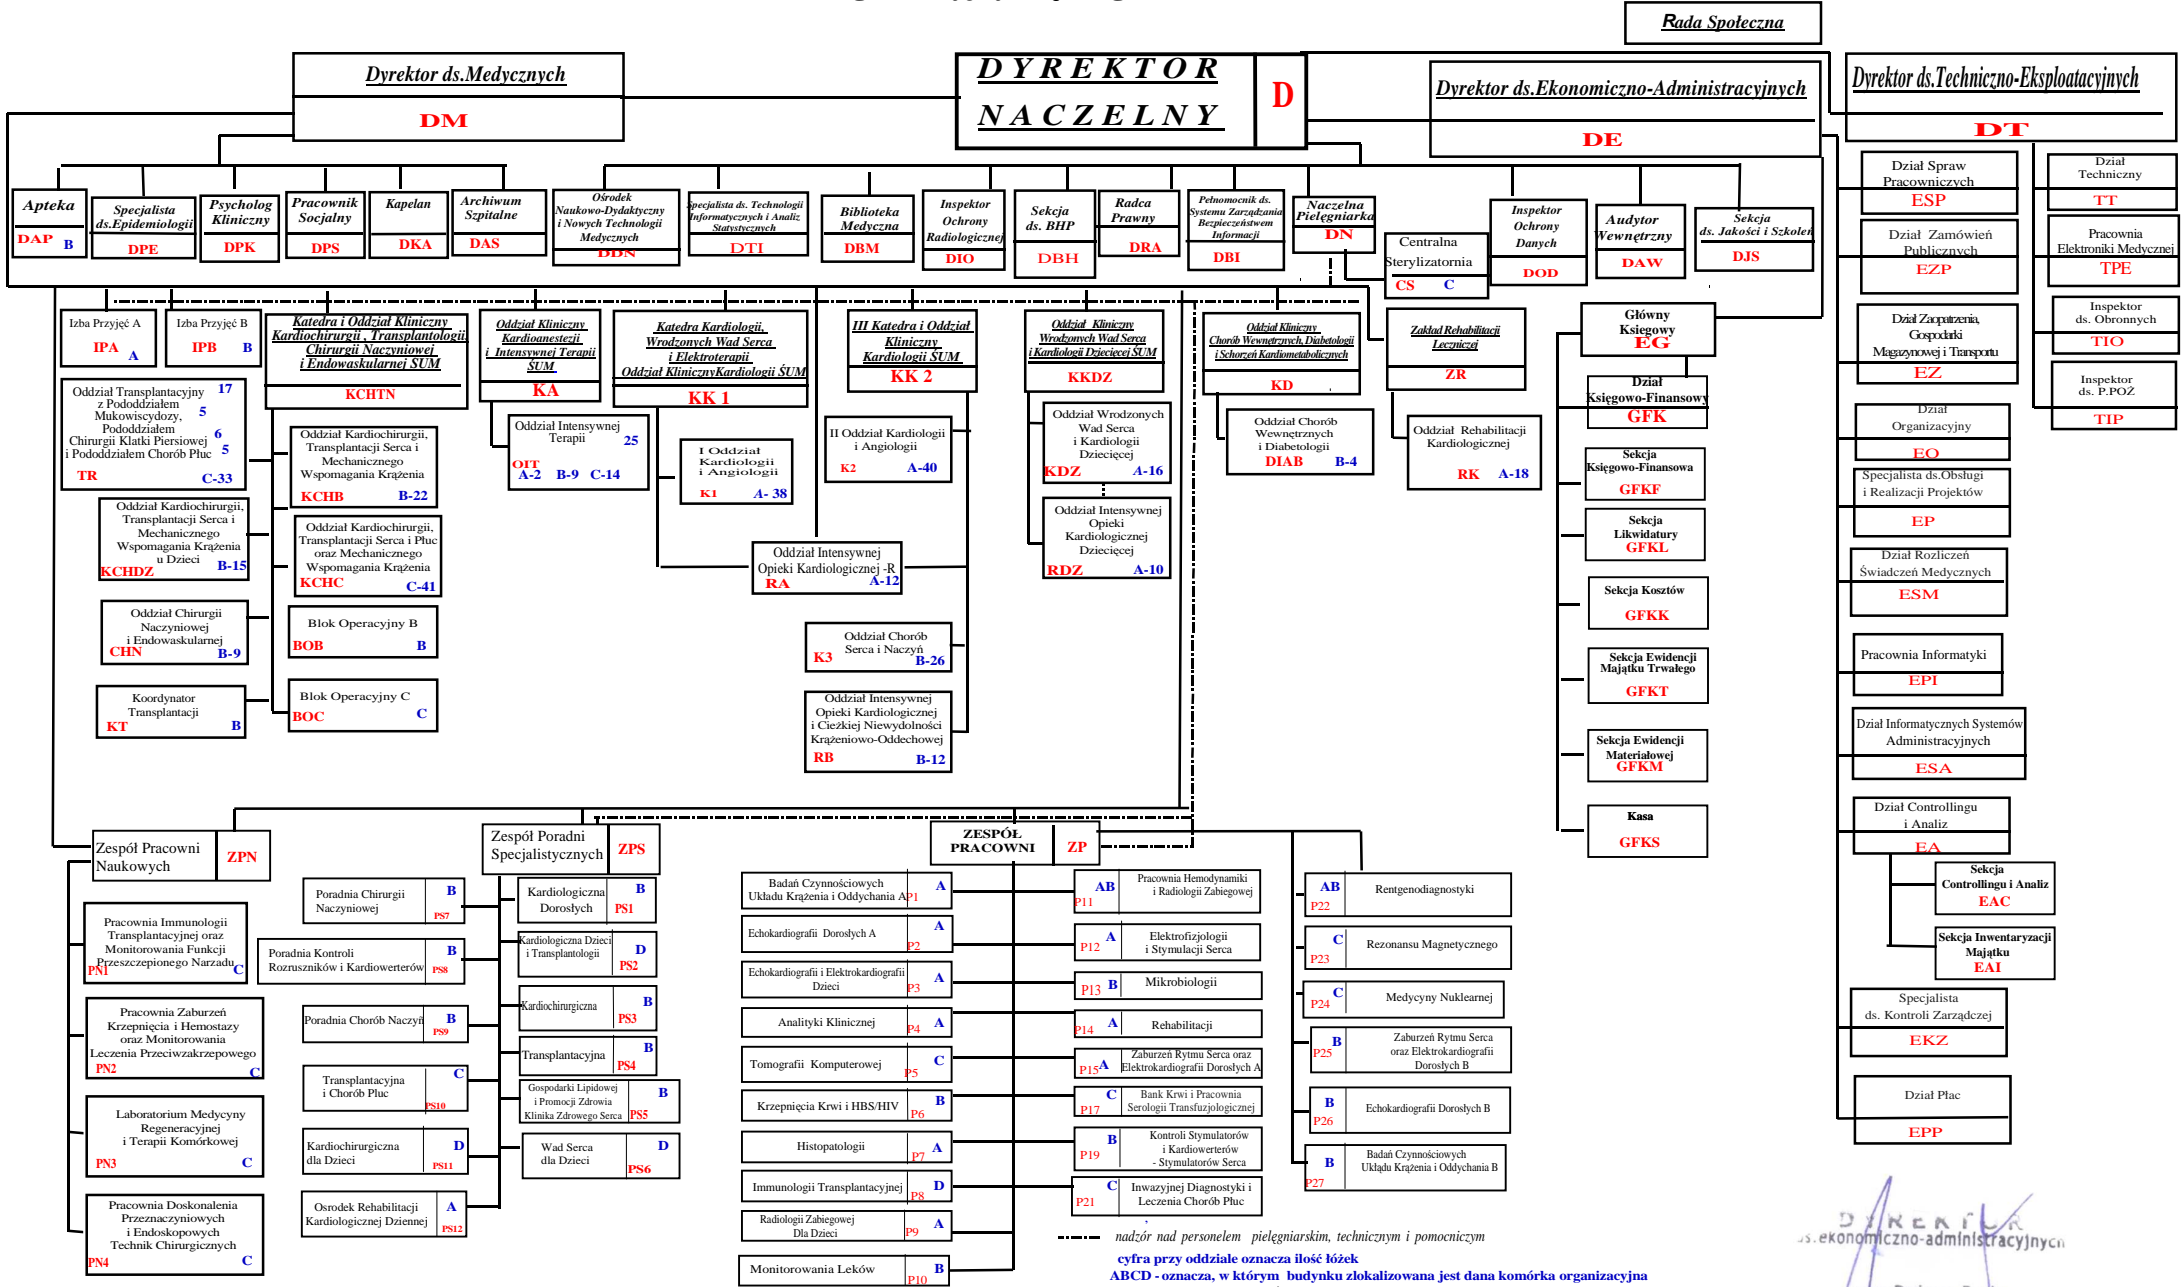 Rada Społeczna
Dyrektor ds.Medycznych
DM
DYREKTOR
NACZELNY
D
Dyrektor ds.Ekonomiczno-Administracyjnych
DE
Dyrektor ds.Techniczno-Eksploatacyjnych
DT
Apteka
DAP B
Specjalista
ds.Epidemiologii
DPE
Psycholog
Kliniczny
DPK
Pracownik
Socjalny
DPS
Kapelan
DKA
Archiwum
Szpitalne
DAS
Ośrodek
Naukowo-Dydaktyczny
i Nowych Technologii
Medycznych
DDN
Specjalista ds. Technologii
Informatycznych i Analiz
Statystycznych
DTI
Biblioteka
Medyczna
DBM
Inspektor
Ochrony
Radiologicznej
DIO
Sekcja
ds. BHP
DBH
Radca
Prawny
DRA
Pełnomocnik ds.
Systemu Zarządzania
Bezpieczeństwem
Informacji
DBI
Naczelna
Pielęgniarka
DN
Centralna
Sterylizatornia
CS C
Inspektor
Ochrony
Danych
DOD
Audytor
Wewnętrzny
DAW
Sekcja
ds. Jakości i Szkoleń
DJS
Dział Spraw
Pracowniczych
ESP
Dział
Techniczny
TT
Dział Zamówień
Publicznych
EZP
Pracownia
Elektroniki Medycznej
TPE
Dział Zaopatrzenia,
Gospodarki
Magazynowej i Transportu
EZ
Inspektor
ds. Obronnych
TIO
Inspektor
ds. P.POŻ
TIP
Dział
Organizacyjny
EO
Specjalista ds.Obsługi
i Realizacji Projektów
EP
Dział Rozliczeń
Świadczeń Medycznych
ESM
Pracownia Informatyki
EPI
Dział Informatycznych Systemów
Administracyjnych
ESA
Dział Controllingu
i Analiz
EA
Sekcja
Controllingu i Analiz
EAC
Sekcja Inwentaryzacji
Majątku
EAI
Specjalista
ds. Kontroli Zarządczej
EKZ
Dział Płac
EPP
Izba Przyjęć A
IPA A
Izba Przyjęć B
IPB B
Katedra i Oddział Kliniczny
Kardiochirurgii , Transplantologii,
Chirurgii Naczyniowej
i Endowaskularnej ŚUM
KCHTN
Oddział Kliniczny
Kardioanestezji
i Intensywnej Terapii
ŚUM
KA
Katedra Kardiologii,
Wrodzonych Wad Serca
i Elektroterapii
Oddział KlinicznyKardiologii ŚUM
KK 1
III Katedra i Oddział
Kliniczny
Kardiologii ŚUM
KK 2
Oddział Kliniczny
Wrodzonych Wad Serca
i Kardiologii Dziecięcej ŚUM
KKDZ
Oddział Kliniczny
Chorób Wewnętrznych, Diabetologii
i Schorzeń Kardiometabolicznych
KD
Zakład Rehabilitacji
Leczniczej
ZR
Główny
Księgowy
EG
Dział
Księgowo-Finansowy
GFK
Sekcja
Księgowo-Finansowa
GFKF
Sekcja
Likwidatury
GFKL
Sekcja Kosztów
GFKK
Sekcja Ewidencji
Majątku Trwałego
GFKT
Sekcja Ewidencji
Materiałowej
GFKM
Kasa
GFKS
Oddział Transplantacyjny 17
z Pododdziałem
Mukowiscydozy, 5
Pododdziałem
Chirurgii Klatki Piersiowej 6
i Pododdziałem Chorób Płuc 5
TR C-33
Oddział Kardiochirurgii,
Transplantacji Serca i
Mechanicznego
Wspomagania Krążenia
KCHB B-22
Oddział Kardiochirurgii,
Transplantacji Serca i
Mechanicznego
Wspomagania Krążenia
u Dzieci
KCHDZ B-15
Oddział Kardiochirurgii,
Transplantacji Serca i Płuc
oraz Mechanicznego
Wspomagania Krążenia
KCHC C-41
Oddział Chirurgii
Naczyniowej
i Endowaskularnej
CHN B-9
Blok Operacyjny B
BOB B
Koordynator
Transplantacji
KT B
Blok Operacyjny C
BOC C
Oddział Intensywnej
Terapii 25
OIT
A-2 B-9 C-14
I Oddział
Kardiologii
i Angiologii
K1 A- 38
II Oddział Kardiologii
i Angiologii
K2 A-40
Oddział Intensywnej
Opieki Kardiologicznej -R
RA A-12
Oddział Chorób
Serca i Naczyń
K3 B-26
Oddział Intensywnej
Opieki Kardiologicznej
i Cieżkiej Niewydolności
Krążeniowo-Oddechowej
RB B-12
Oddział Wrodzonych
Wad Serca
i Kardiologii
Dziecięcej
KDZ A-16
Oddział Intensywnej
Opieki
Kardiologicznej
Dziecięcej
RDZ A-10
Oddział Chorób
Wewnętrznych
i Diabetologii
DIAB B-4
Oddział Rehabilitacji
Kardiologicznej
RK A-18
Zespół Pracowni
Naukowych
ZPN
Pracownia Immunologii
Transplantacyjnej oraz
Monitorowania Funkcji
Przeszczepionego Narzadu
PN1 C
Pracownia Zaburzeń
Krzepnięcia i Hemostazy
oraz Monitorowania
Leczenia Przeciwzakrzepowego
PN2 C
Laboratorium Medycyny
Regeneracyjnej
i Terapii Komórkowej
PN3 C
Pracownia Doskonalenia
Przeznaczyniowych
i Endoskopowych
Technik Chirurgicznych
PN4 C
Zespół Poradni
Specjalistycznych
ZPS
Poradnia Chirurgii
Naczyniowej
B
PS7
Kardiologiczna
Dorosłych
B
PS1
Poradnia Kontroli
Rozruszników i Kardiowerterów
B
PS8
Kardiologiczna Dzieci
i Transplantologii
D
PS2
Poradnia Chorób Naczyń
B
PS9
Kardiochirurgiczna
B
PS3
Transplantacyjna
B
PS4
Transplantacyjna
i Chorób Płuc
C
PS10
Gospodarki Lipidowej
i Promocji Zdrowia
Klinika Zdrowego Serca
B
PS5
Kardiochirurgiczna
dla Dzieci
D
PS11
Wad Serca
dla Dzieci
D
PS6
Osrodek Rehabilitacji
Kardiologicznej Dziennej
A
PS12
ZESPÓŁ
PRACOWNI
ZP
Badań Czynnościowych
Układu Krążenia i Oddychania A
P1 A
Echokardiografii Dorosłych A
P2 A
Echokardiografii i Elektrokardiografii
Dzieci
P3 A
Analityki Klinicznej
P4 A
Tomografii Komputerowej
P5 C
Krzepnięcia Krwi i HBS/HIV
P6 B
Histopatologii
P7 A
Immunologii Transplantacyjnej
P8 D
Radiologii Zabiegowej
Dla Dzieci
P9 A
Monitorowania Leków
P10 B
AB
P11
Pracownia Hemodynamiki
i Radiologii Zabiegowej
P12 A
Elektrofizjologii
i Stymulacji Serca
P13 B
Mikrobiologii
P14 A
Rehabilitacji
P15 A
Zaburzeń Rytmu Serca oraz
Elektrokardiografii Dorosłych A
P17 C
Bank Krwi i Pracownia
Serologii Transfuzjologicznej
P19 B
Kontroli Stymulatorów
i Kardiowerterów
- Stymulatorów Serca
P21 C
Inwazyjnej Diagnostyki i
Leczenia Chorób Płuc
AB
P22
Rentgenodiagnostyki
C
P23
Rezonansu Magnetycznego
C
P24
Medycyny Nuklearnej
B
P25
Zaburzeń Rytmu Serca
oraz Elektrokardiografii
Dorosłych B
B
P26
Echokardiografii Dorosłych B
B
P27
Badań Czynnościowych
Układu Krążenia i Oddychania B
nadzór nad personelem pielęgniarskim, technicznym i pomocniczym
cyfra przy oddziale oznacza ilość łóżek
ABCD - oznacza, w którym budynku zlokalizowana jest dana komórka organizacyjna
DYREKTOR
ds.ekonomiczno-administracyjnych